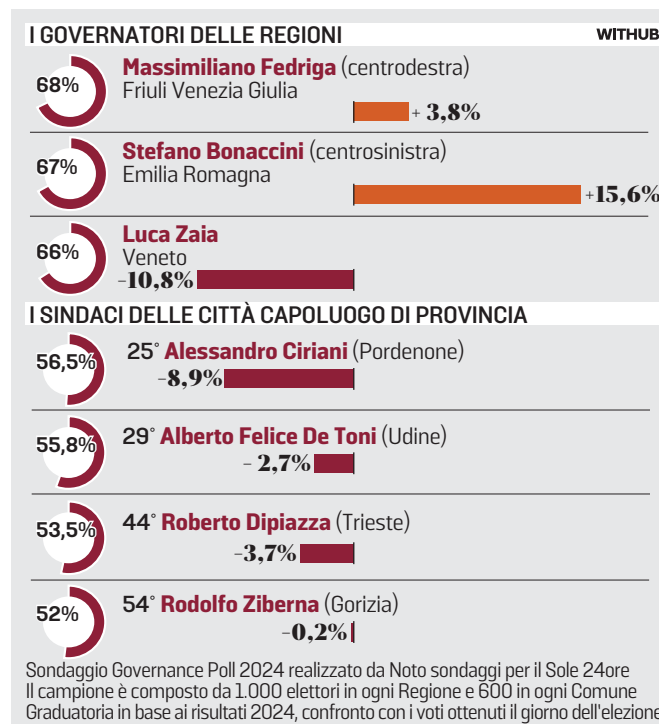 I GOVERNATORI DELLE REGIONI WITHUB
68% Massimiliano Fedriga (centrodestra)
Friuli Venezia Giulia
+ 3,8%
67% Stefano Bonaccini (centrosinistra)
Emilia Romagna
+15,6%
66% Luca Zaia
Veneto
-10,8%
I SINDACI DELLE CITTÀ CAPOLUOGO DI PROVINCIA
56,5% 25° Alessandro Ciriani (Pordenone)
-8,9%
55,8% 29° Alberto Felice De Toni (Udine)
- 2,7%
53,5% 44° Roberto Dipiazza (Trieste)
-3,7%
52% 54° Rodolfo Ziberna (Gorizia)
-0,2%
Sondaggio Governance Poll 2024 realizzato da Noto sondaggi per il Sole 24ore
Il campione è composto da 1.000 elettori in ogni Regione e 600 in ogni Comune
Graduatoria in base ai risultati 2024, confronto con i voti ottenuti il giorno dell'elezione